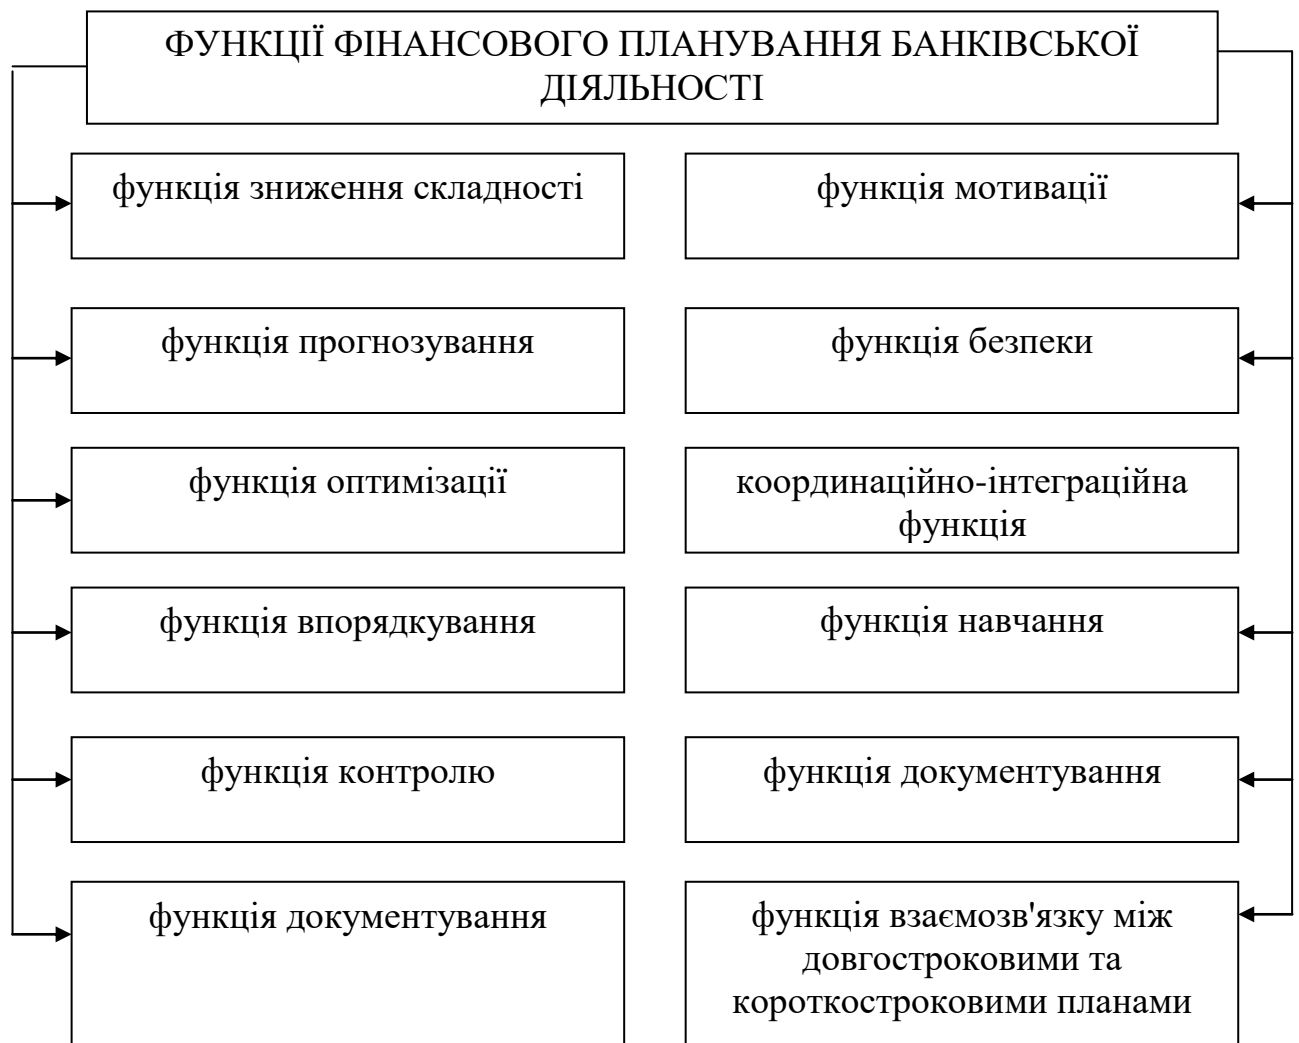 ФУНКЦІЇ ФІНАНСОВОГО ПЛАНУВАННЯ БАНКІВСЬКОЇ
ДІЯЛЬНОСТІ
функція зниження складності
функція мотивації
функція прогнозування
функція безпеки
функція оптимізації
координаційно-інтеграційна
функція
функція впорядкування
функція навчання
функція контролю
функція документування
функція документування
функція взаємозв'язку між
довгостроковими та
короткостроковими планами